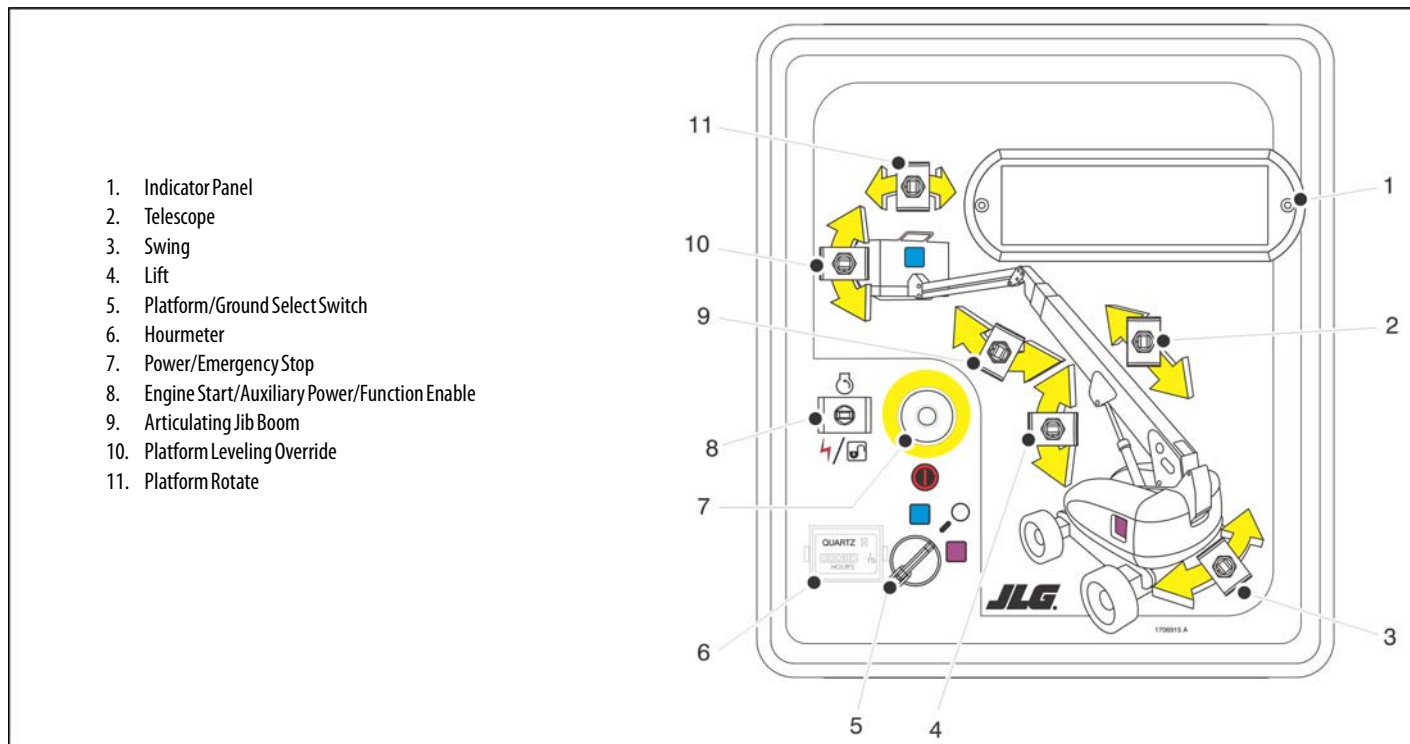 1. Indicator Panel
2. Telescope
3. Swing
4. Lift
5. Platform/Ground Select Switch
6. Hourmeter
7. Power/Emergency Stop
8. Engine Start/Auxiliary Power/Function Enable
9. Articulating Jib Boom
10. Platform Leveling Override
11. Platform Rotate
11
1
10
9
2
8
7
QUARTZ
HOURS
JLG.
1706915 A
6
3
5
4